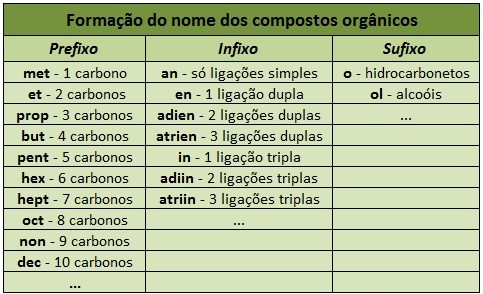 Formação do nome dos compostos orgânicos
Prefixo Infixo Sufixo
met - 1 carbono an - só ligações simples o - hidrocarbonetos
et - 2 carbonos en - 1 ligação dupla ol - alcoóis
prop - 3 carbonos adien - 2 ligações duplas ...
but - 4 carbonos atrien - 3 ligações duplas
pent - 5 carbonos in - 1 ligação tripla
hex - 6 carbonos adiin - 2 ligações triplas
hept - 7 carbonos atriin - 3 ligações triplas
oct - 8 carbonos ...
non - 9 carbonos
dec - 10 carbonos
...